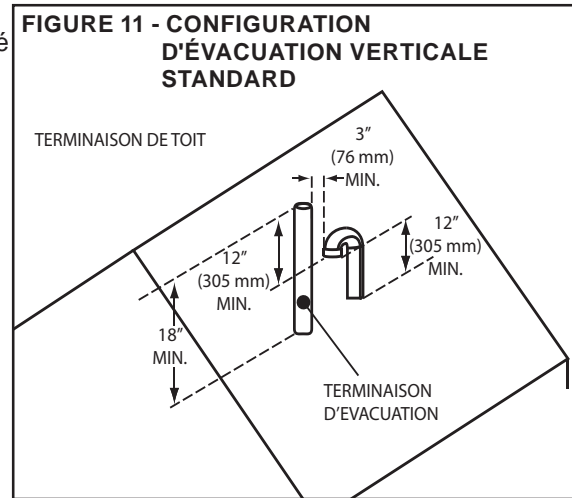 é
FIGURE 11 - CONFIGURATION
D'ÉVACUATION VERTICALE
STANDARD
TERMINAISON DE TOIT
3"
(76 mm)
MIN.
12"
(305 mm)
MIN.
12"
(305 mm)
MIN.
18"
MIN.
TERMINAISON
D'EVACUATION